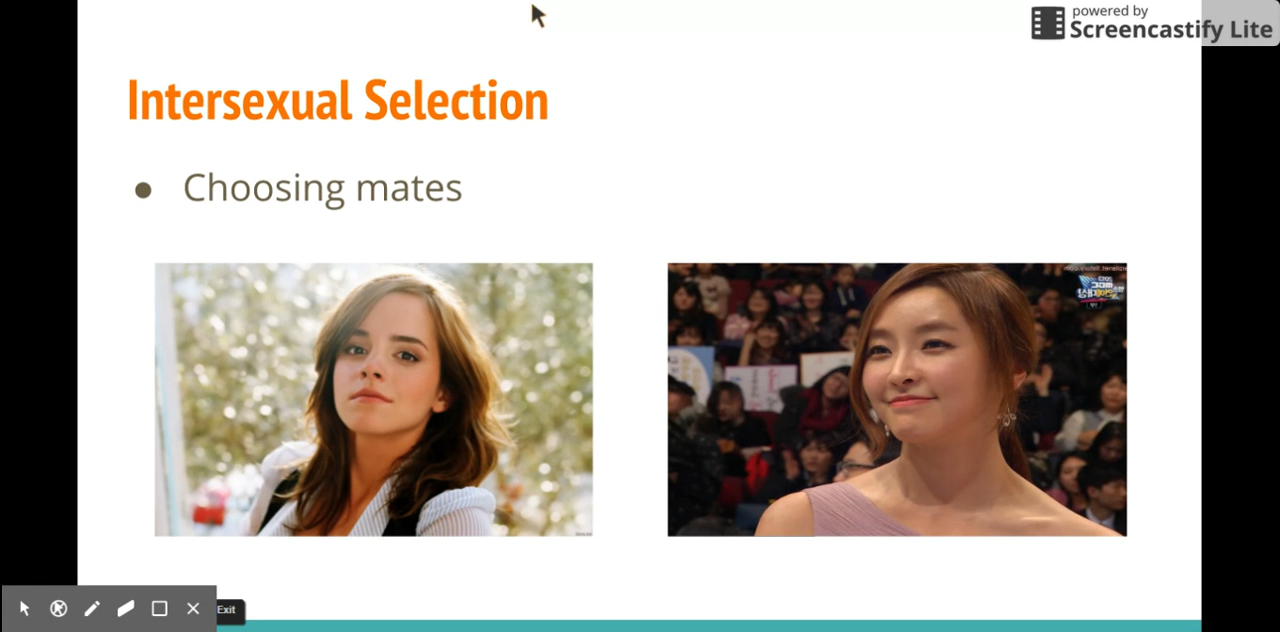 powered by
Screencastify Lite
Intersexual Selection
Choosing mates
Exit